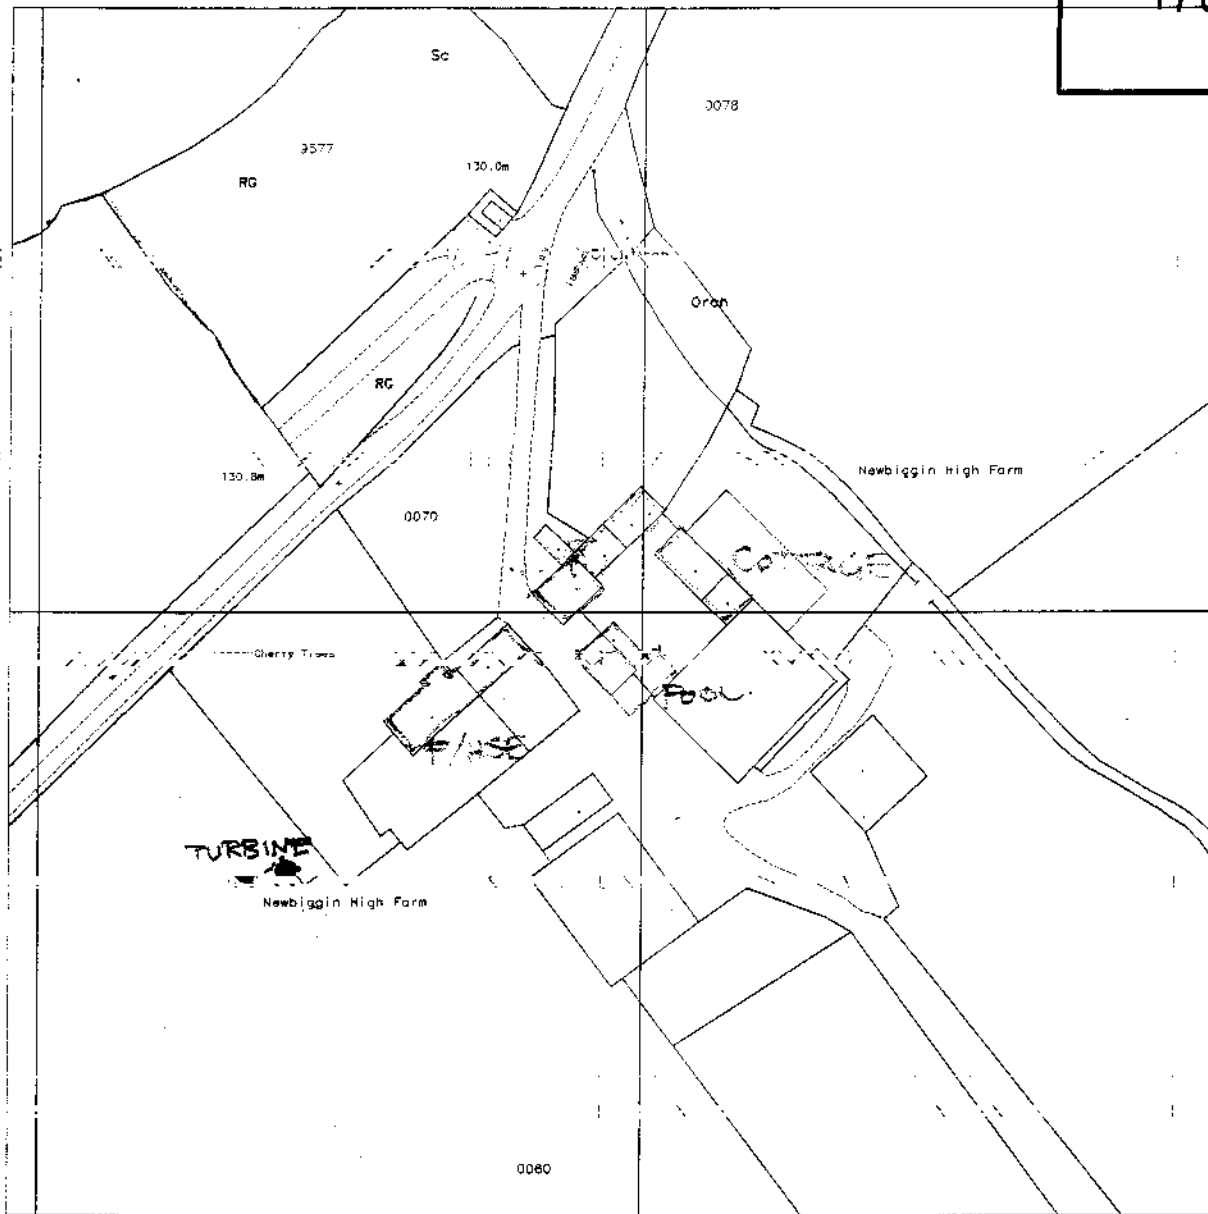 Sc
0078
9577
130.0m
RG
Orch
RG
Newbiggin High Farm
130.8m
0070
COTTAGE
Cherry Trees
POOL
F/HSE
TURBINE
Newbiggin High Farm
0060